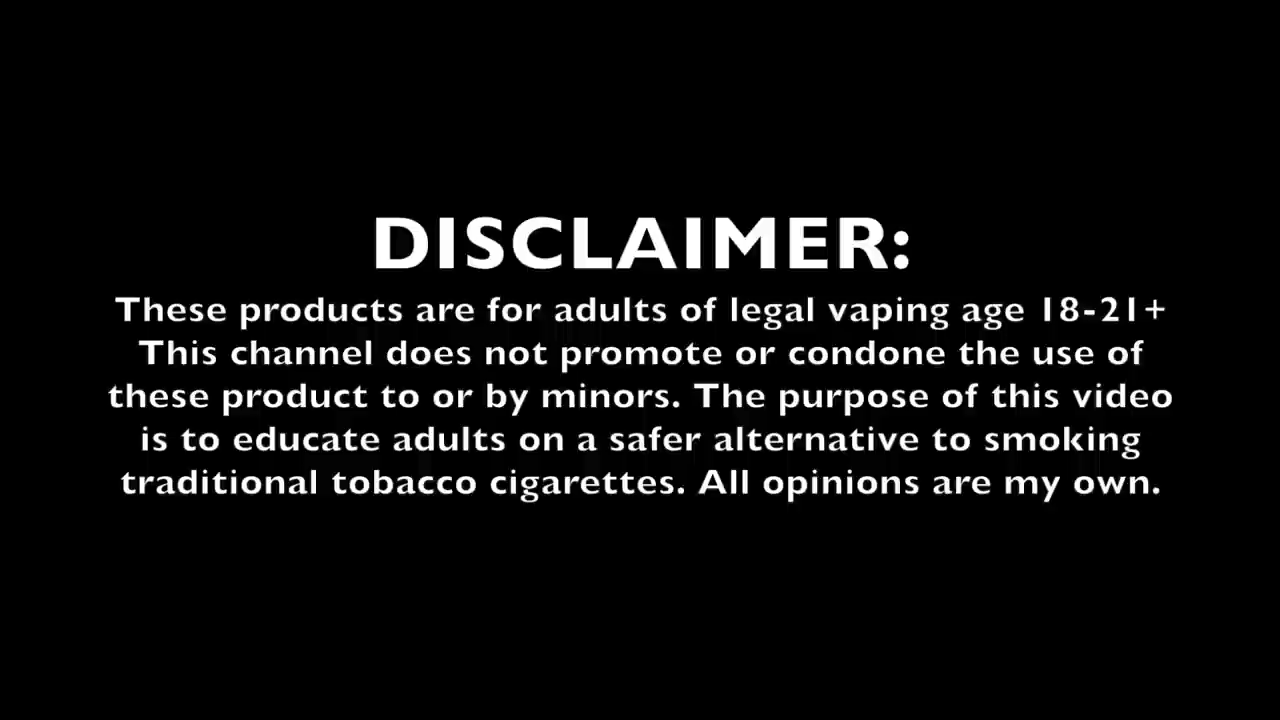 DISCLAIMER:
These products are for adults of legal vaping age 18-21+
This channel does not promote or condone the use of
these product to or by minors. The purpose of this video
is to educate adults on a safer alternative to smoking
traditional tobacco cigarettes. All opinions are my own.